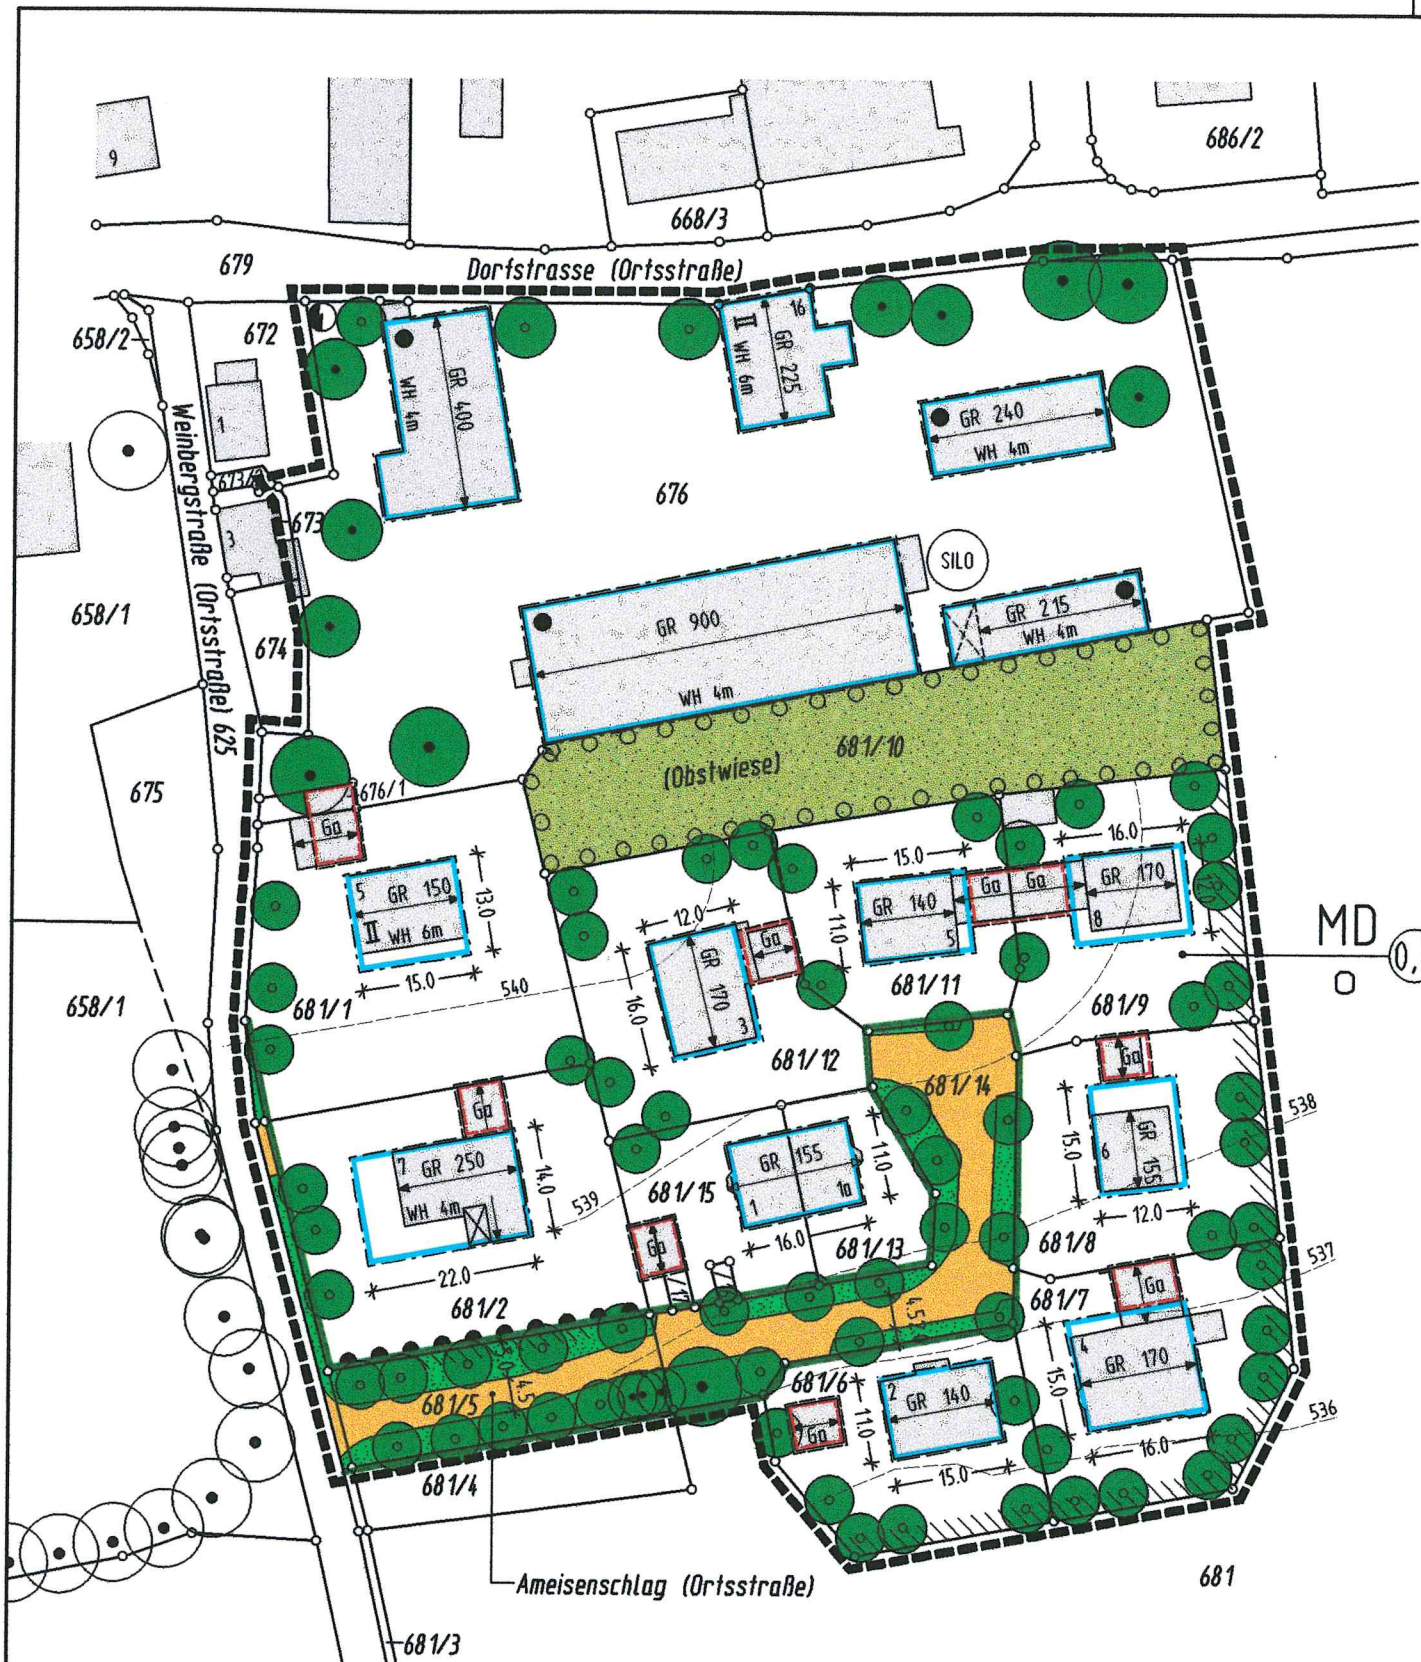 9
686/2
668/3
679
Dorfstrasse (Ortsstraße)
658/2
672
16
II
WH 6m
GR 225
WH 4m
GR 400
GR 240
WH 4m
1
Weinbergstraße (Ortsstraße) 625
676
673
3
SILO
658/1
GR 900
WH 4m
GR 215
WH 4m
674
681/10
(Obstwiese)
675
676/1
Ga
16.0
15.0
5
GR 150
II
WH 6m
13.0
12.0
11.0
GR 140
5
Ga
Ga
GR 170
8
12.0
MD
O
15.0
540
16.0
GR 170
3
Ga
681/11
658/1
681/1
681/9
681/12
681/14
Ga
Ga
538
7
GR 250
WH 4m
14.0
GR 155
1
1a
11.0
15.0
6
GR 155
12.0
539
681/15
16.0
681/13
681/8
22.0
Ga
537
681/2
681/7
Ga
4.5
4
GR 170
15.0
16.0
681/5
4.5
681/6
2
GR 140
11.0
15.0
Ga
536
681/4
Ameisenschlag (Ortsstraße)
681
681/3